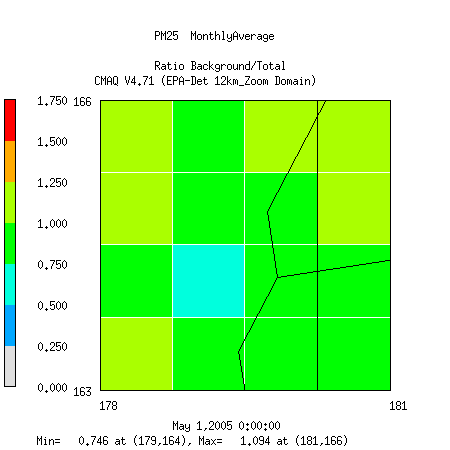 PM25 MonthlyAverage
Ratio Background/Total
CMAQ V4.71 (EPA-Det 12km_Zoom Domain)
1.750
1.500
1.250
1.000
0.750
0.500
0.250
0.000
166
163
178
181
May 1,2005 0:00:00
Min= 0.746 at (179,164), Max= 1.094 at (181,166)